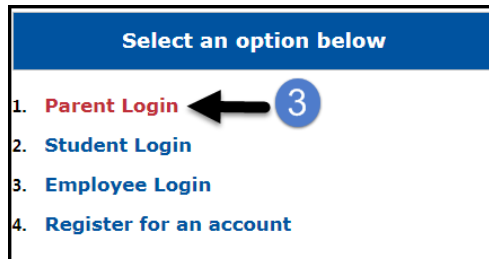 Select an option below
1. Parent Login 3
2. Student Login
3. Employee Login
4. Register for an account